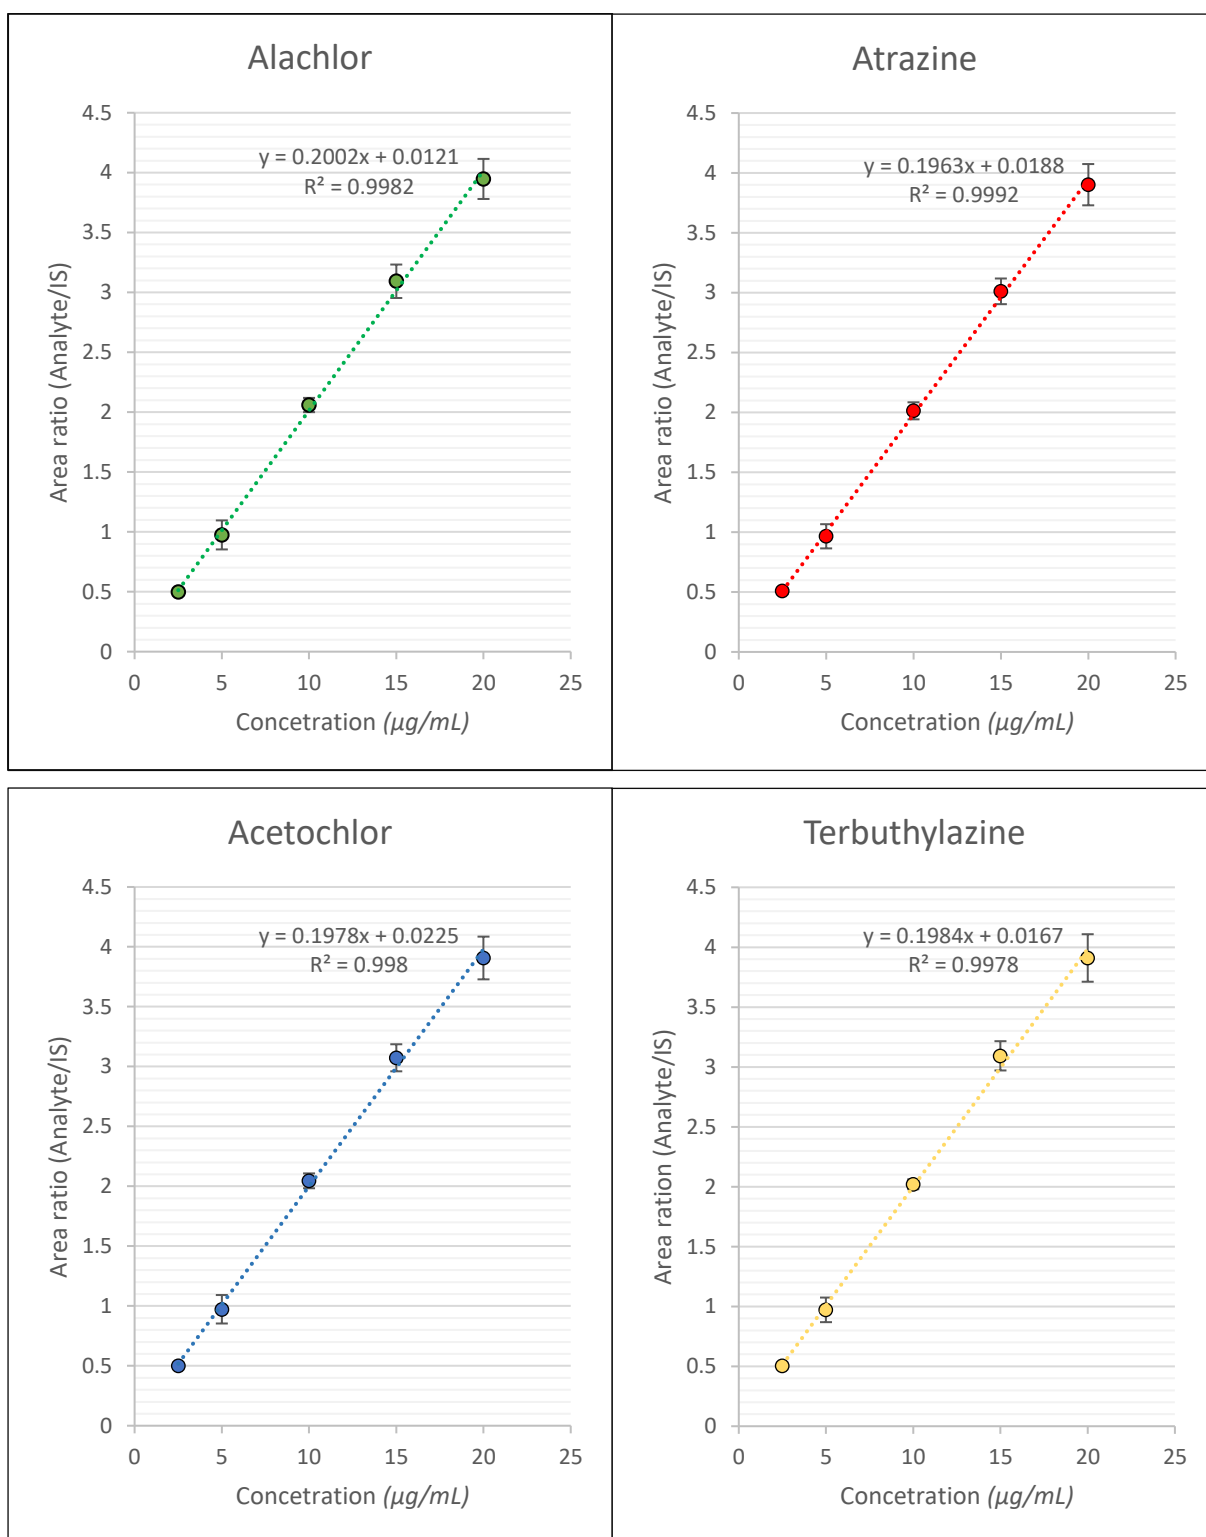 Alachlor
4.5
4
3.5
3
2.5
2
1.5
1
0.5
0
y = 0.2002x + 0.0121
R² = 0.9982
Area ratio (Analyte/IS)
0 5 10 15 20 25
Concetration (µg/mL)
Atrazine
4.5
4
3.5
3
2.5
2
1.5
1
0.5
0
y = 0.1963x + 0.0188
R² = 0.9992
Area ratio (Analyte/IS)
0 5 10 15 20 25
Concetration (µg/mL)
Acetochlor
4.5
4
3.5
3
2.5
2
1.5
1
0.5
0
y = 0.1978x + 0.0225
R² = 0.998
Area ratio (Analyte/IS)
0 5 10 15 20 25
Concetration (µg/mL)
Terbuthylazine
4.5
4
3.5
3
2.5
2
1.5
1
0.5
0
y = 0.1984x + 0.0167
R² = 0.9978
Area ration (Analyte/IS)
0 5 10 15 20 25
Concetration (µg/mL)